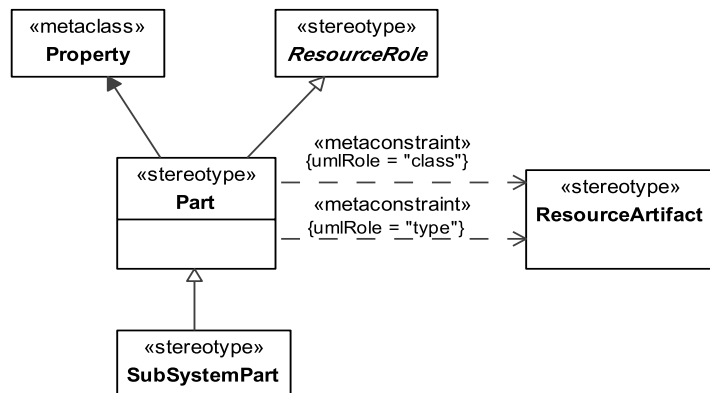 «metaclass»
Property
«stereotype»
ResourceRole
«stereotype»
Part
«metaconstraint»
{umlRole = "class"}
«metaconstraint»
{umlRole = "type"}
«stereotype»
ResourceArtifact
«stereotype»
SubSystemPart